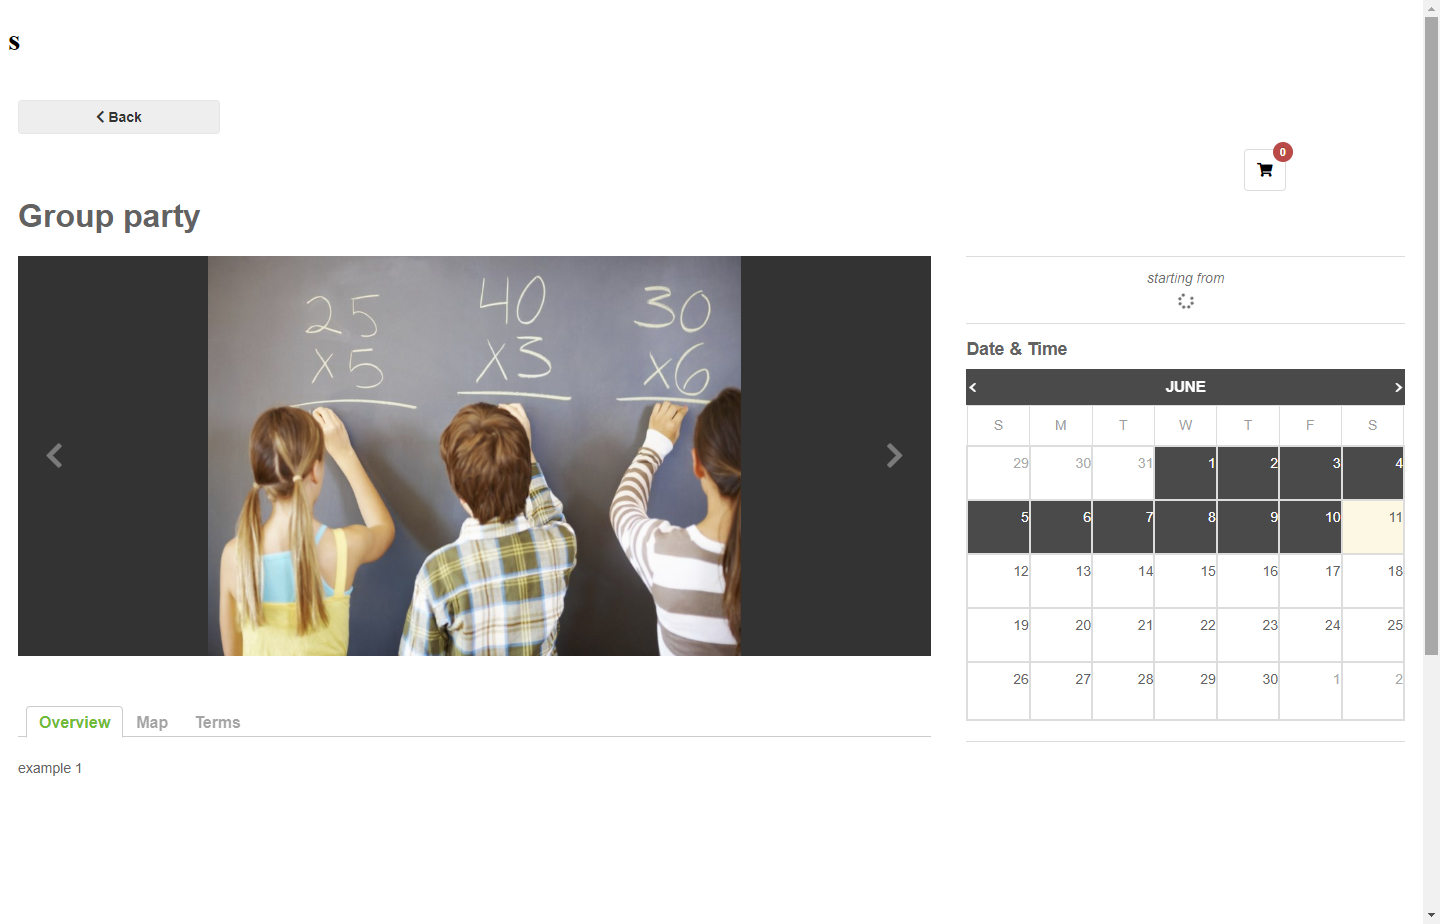 s
Back
0
Group party
25
x5
40
x3
30
x6
starting from
Date & Time
JUNE
S M T W T F S
29 30 31 1 2 3 4
5 6 7 8 9 10 11
12 13 14 15 16 17 18
19 20 21 22 23 24 25
26 27 28 29 30 1 2
Overview Map Terms
example 1